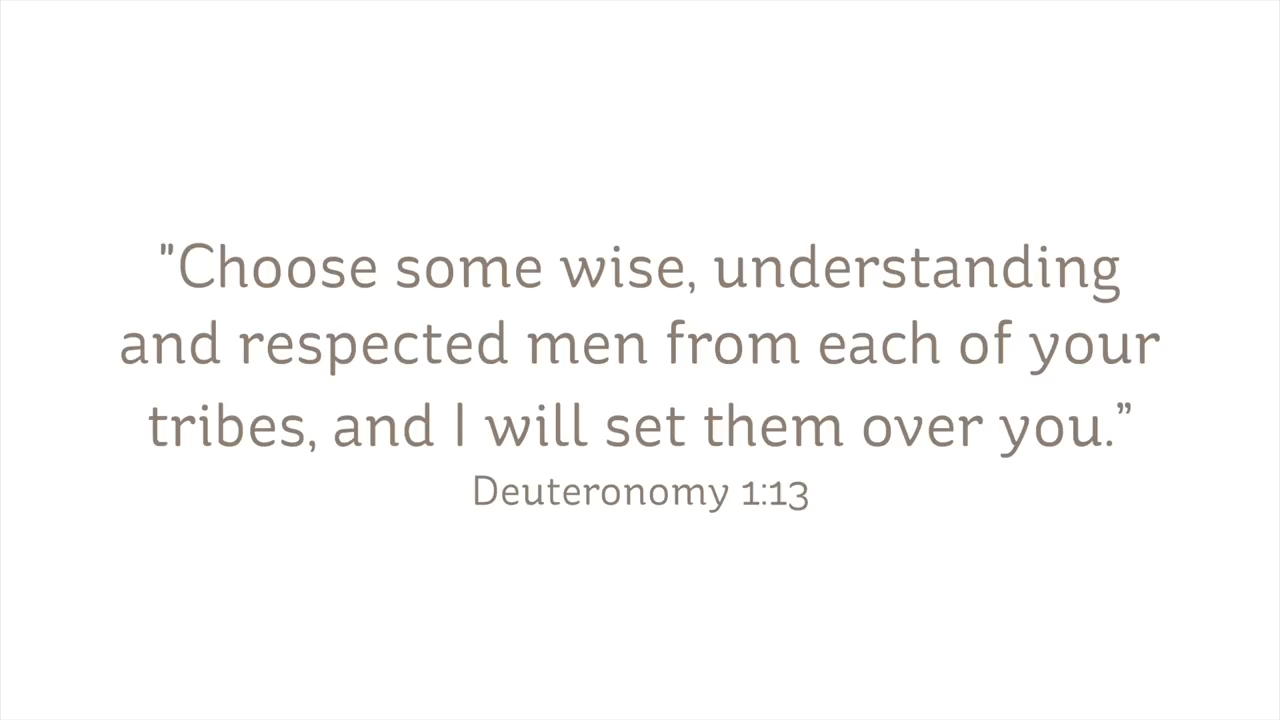 "Choose some wise, understanding
and respected men from each of your
tribes, and I will set them over you.”
Deuteronomy 1:13